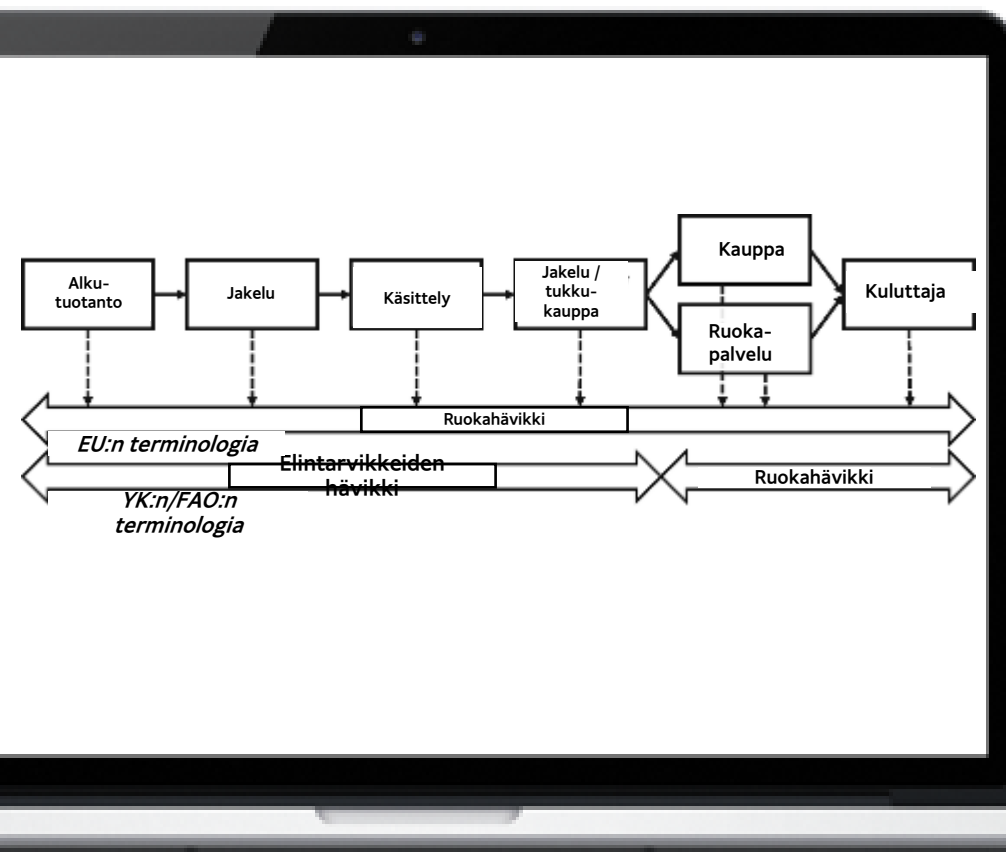 Alku-
tuotanto
Jakelu
Käsittely
Jakelu /
tukku-
kauppa
Kauppa
Ruoka-
palvelu
Kuluttaja
Ruokahävikki
EU:n terminologia
Elintarvikkeiden
hävikki
Ruokahävikki
YK:n/FAO:n
terminologia